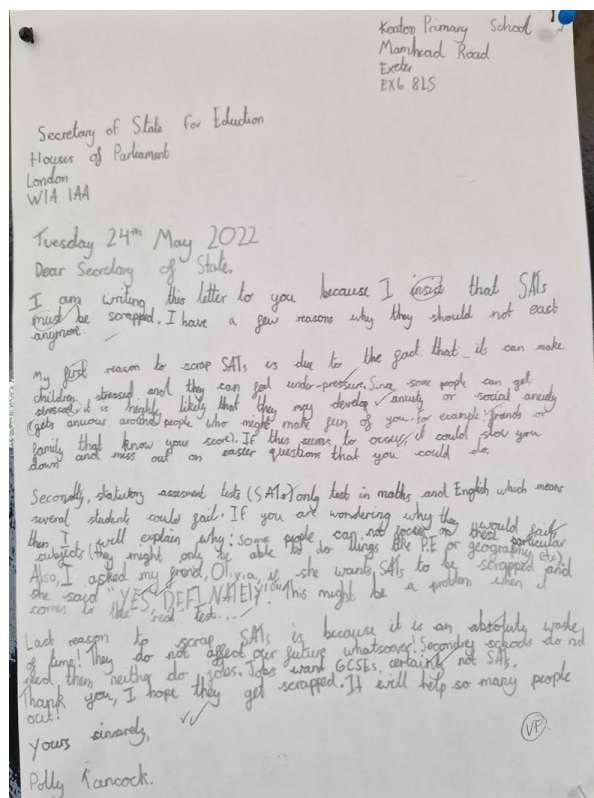 Kenton Primary School
Mamhead Road
Exeter
EX6 8LS
Secretary of State for Eduction
Houses of Parliament
London
W1A 1AA
Tuesday 24th May 2022
Dear Secretary of State,
I am writing this letter to you because I insist that SATs
must be scrapped. I have a few reasons why they should not exist
anymore.
My first reason to scrap SATs is due to the fact that it can make
children stressed and they can feel under-pressure. Since some people can get
stressed, it is highly likely that they may develop anxiety or social anxiety
(gets anxious around people who might make fun of you for example: friends or
family that know your score). If this seems to occur, it could slow you
down and miss out on easier questions that you could do.
Secondly, statutory assesment tests (SATs) only test in maths and English which means
several students could fail. If you are wondering why they would fail,
then I will explain why: some people can not focus on these particular
subjects (they might only be able to do things like P.E or geography, etc).
Also, I asked my friend, Olivia, if she wants SATs to be scrapped and
she said "YES, DEFINATELY". This might be a problem when it
comes to the real test...
Last reason to scrap SATs is because it is an absolute waste
of time! They do not affect our future whatsoever! Secondry schools do not
need them neither do jobs. Jobs want GCSEs, certainly not SATs.
Thank you, I hope they get scrapped. It will help so many people
out!
Yours sincerely,
VF
Polly Tancock.